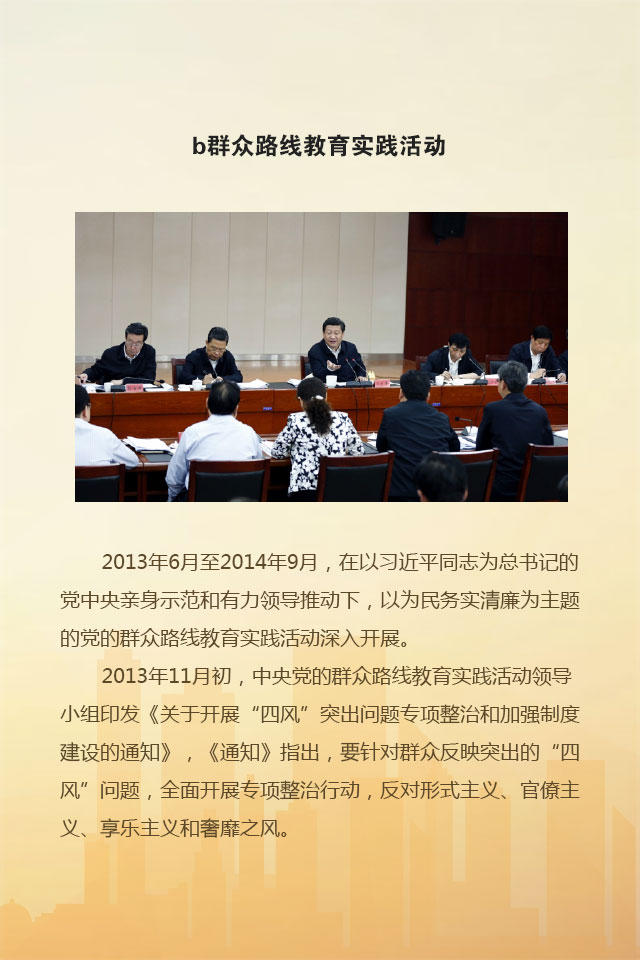 b群众路线教育实践活动
2013年6月至2014年9月，在以习近平同志为总书记的
党中央亲身示范和有力领导推动下，以为民务实清廉为主题
的党的群众路线教育实践活动深入开展。
2013年11月初，中央党的群众路线教育实践活动领导
小组印发《关于开展“四风”突出问题专项整治和加强制度
建设的通知》，《通知》指出，要针对群众反映突出的“四
风”问题，全面开展专项整治行动，反对形式主义、官僚主
义、享乐主义和奢靡之风。